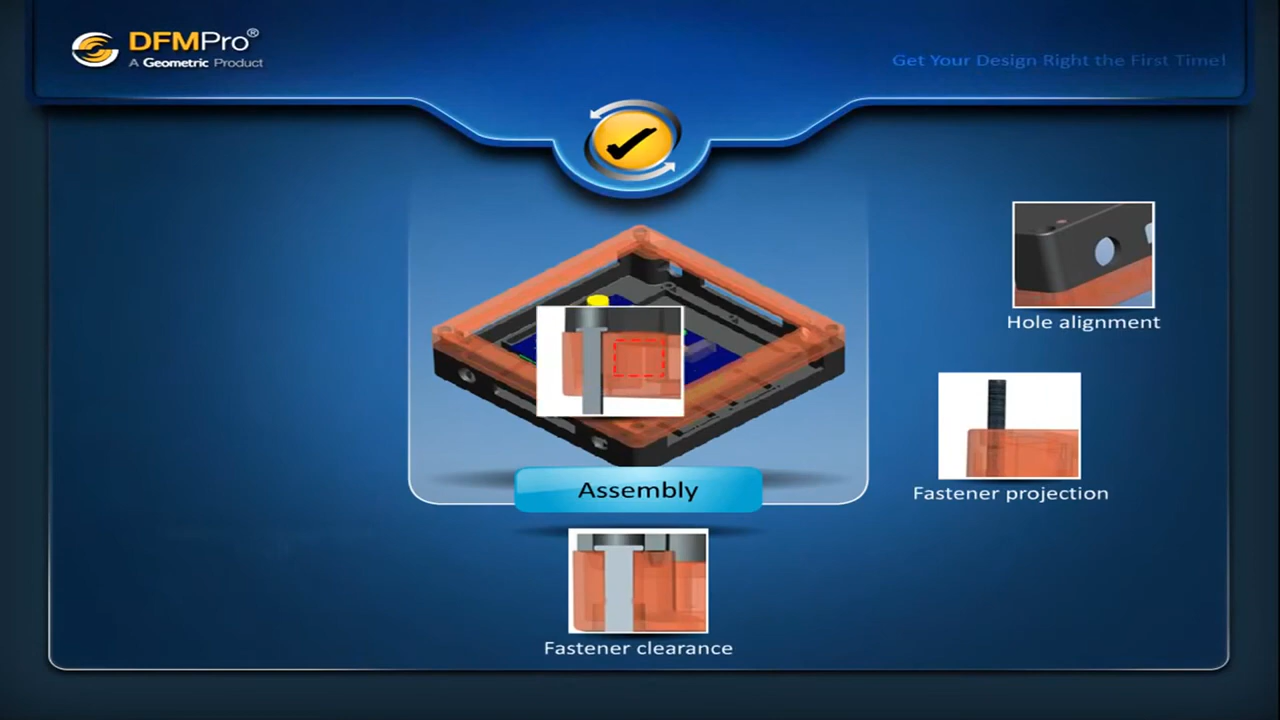 DFMPro®
A Geometric Product
Get Your Design Right the First Time!
Hole alignment
Assembly
Fastener projection
Fastener clearance